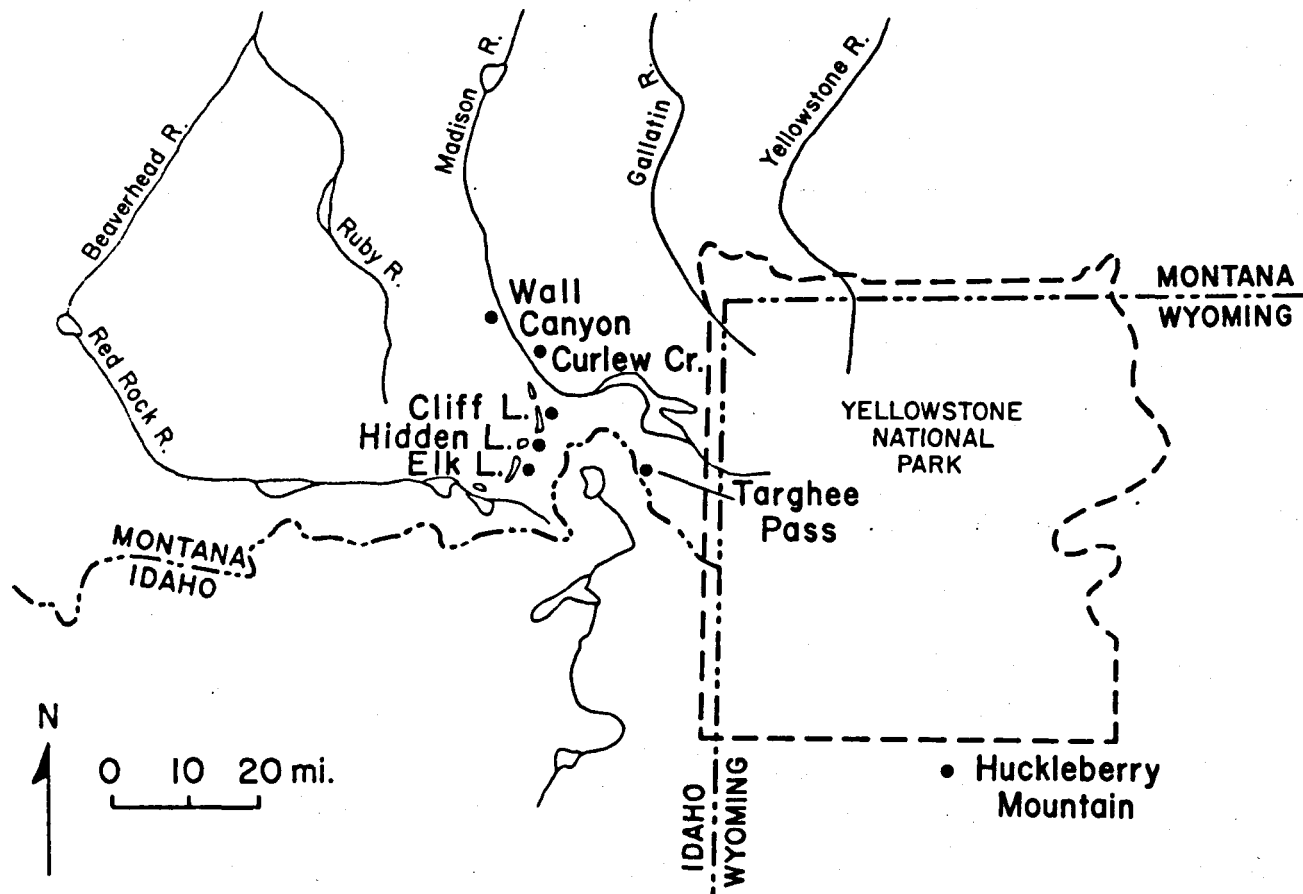 Beaverhead R.
Ruby R.
Red Rock R.
Madison R.
Gallatin R.
Yellowstone R.
MONTANA
WYOMING
Wall
Canyon
Curlew Cr.
Cliff L.
Hidden L.
Elk L.
YELLOWSTONE
NATIONAL
PARK
Targhee
Pass
MONTANA
IDAHO
N
0 10 20 mi.
Huckleberry
Mountain
IDAHO
WYOMING